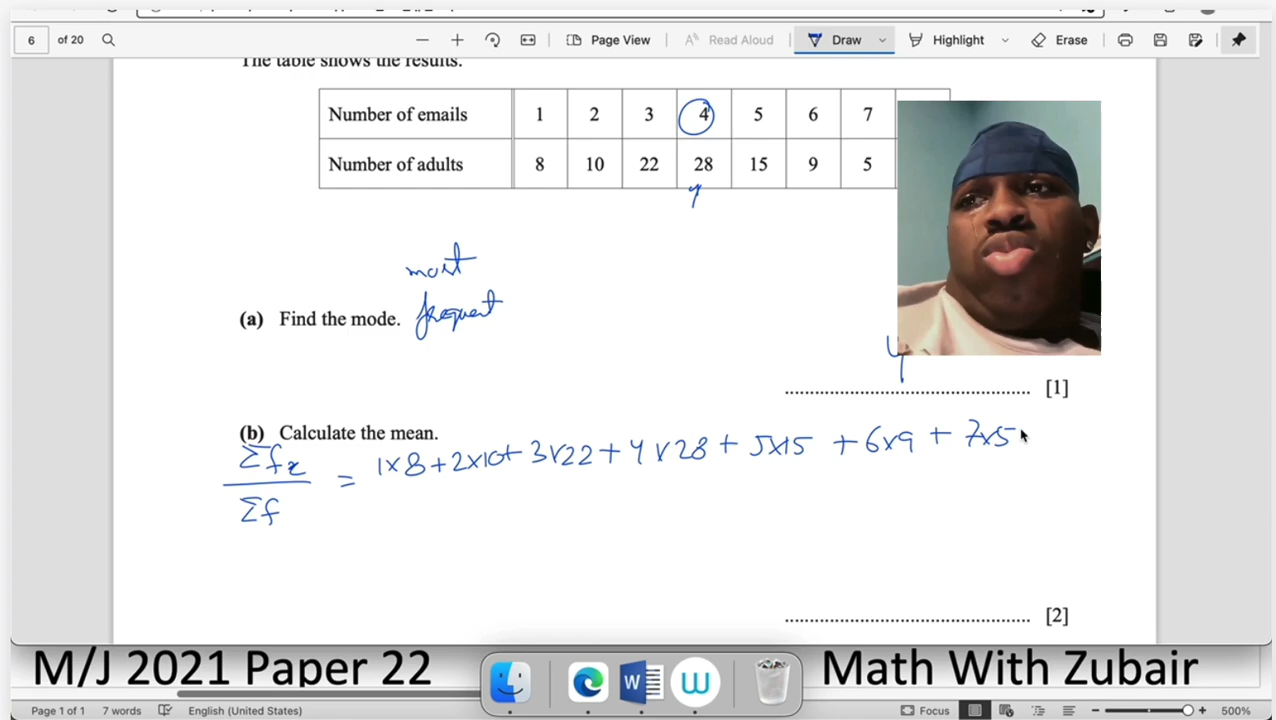 6 of 20 Page View Read Aloud Draw Highlight Erase
The table shows the results.
Number of emails 1 2 3 4 5 6 7
Number of adults 8 10 22 28 15 9 5
most
(a) Find the mode. frequent
4
[1]
(b) Calculate the mean.
Σfx = 1×8+2×10+ 3×22+ 4×28+ 5×15 + 6×9 + 7×5
Σf
[2]
M/J 2021 Paper 22 Math With Zubair
W W
Page 1 of 1 7 words English (United States) Focus 500%